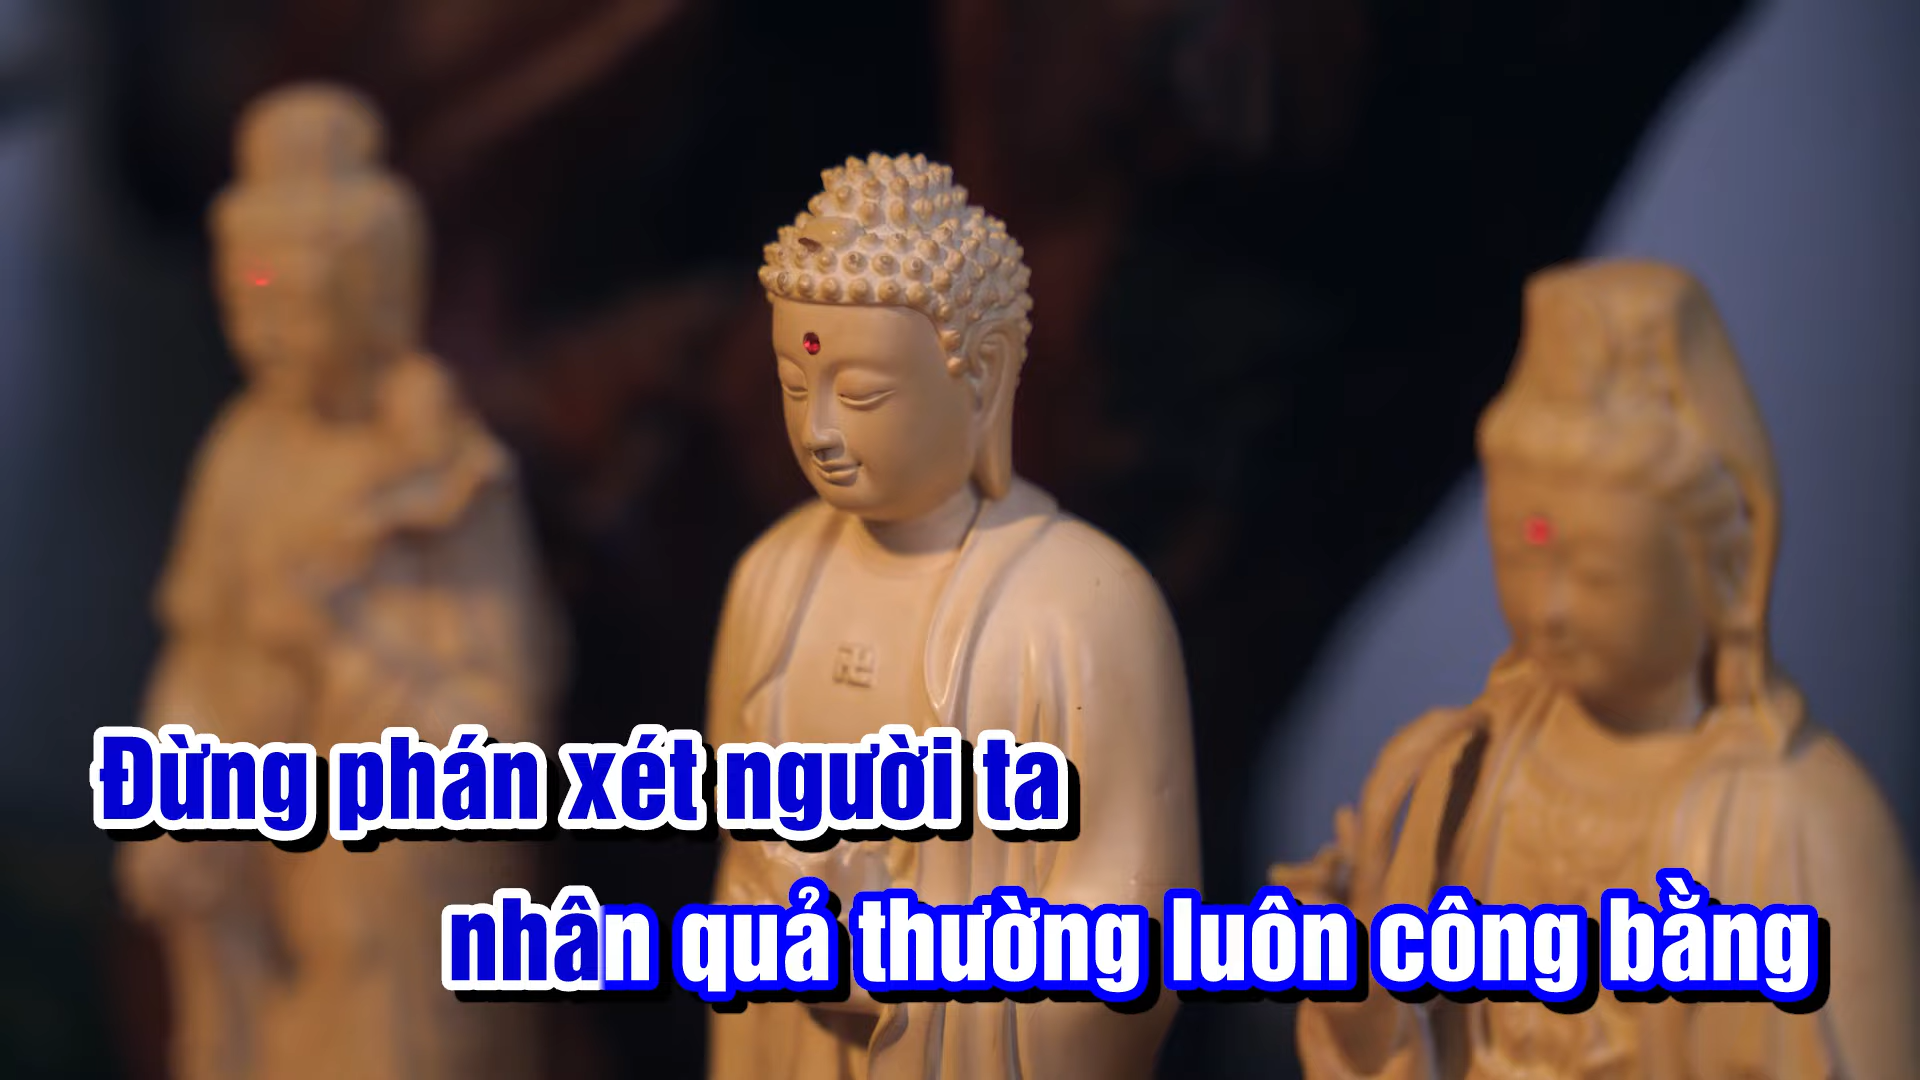 Đừng phán xét người ta
nhân quả thường luôn công bằng